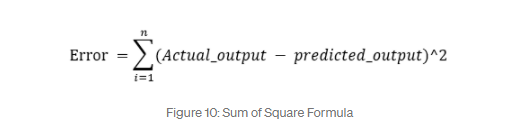 n
Error = ∑(Actual_output − predicted_output)^2
i=1
Figure 10: Sum of Square Formula